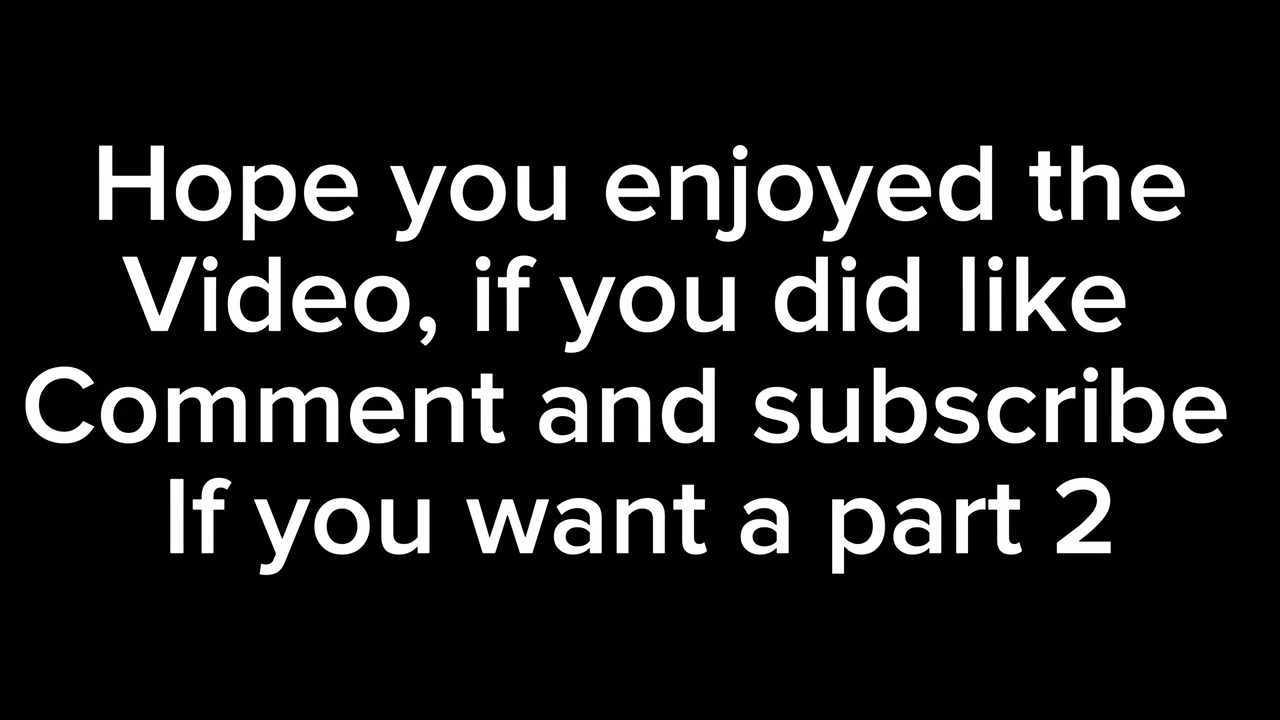 Hope you enjoyed the
Video, if you did like
Comment and subscribe
If you want a part 2